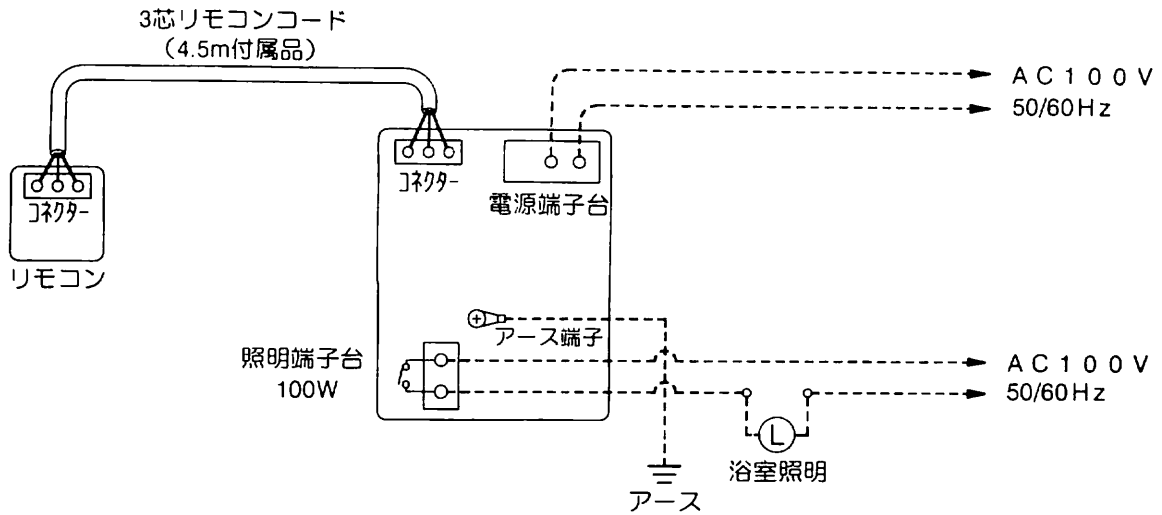 3芯リモコンコード
（4.5m付属品）
AC100V
50/60Hz
コネクター
電源端子台
コネクター
リモコン
アース端子
照明端子台
100W
AC100V
50/60Hz
L
浴室照明
アース